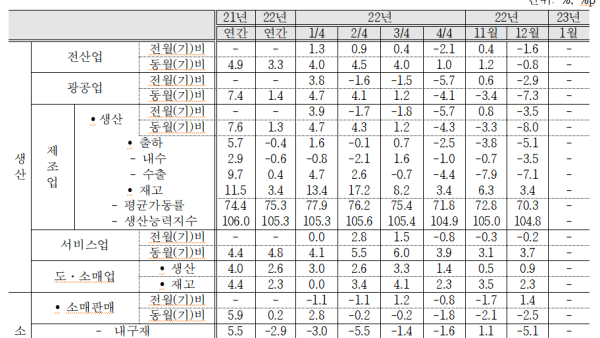 단위: %, %p
21년 22년 22년 22년 23년
연간 연간 1/4 2/4 3/4 4/4 11월 12월 1월
생산
전산업 전월(기)비 - - 1.3 0.9 0.4 -2.1 0.4 -1.6 -
동월(기)비 4.9 3.3 4.0 4.5 4.0 1.0 1.2 -0.8 -
광공업 전월(기)비 - - 3.8 -1.6 -1.5 -5.7 0.6 -2.9 -
동월(기)비 7.4 1.4 4.7 4.1 1.2 -4.1 -3.4 -7.3 -
제조업
• 생산 전월(기)비 - - 3.9 -1.7 -1.8 -5.7 0.8 -3.5 -
동월(기)비 7.6 1.3 4.7 4.3 1.2 -4.3 -3.3 -8.0 -
• 출하 5.7 -0.4 1.6 -0.1 0.7 -2.5 -3.8 -5.1 -
- 내수 2.9 -0.6 -0.8 -2.1 1.6 -1.0 -0.7 -3.5 -
- 수출 9.7 0.4 4.7 2.6 -0.7 -4.4 -7.9 -7.1 -
• 재고 11.5 3.4 13.4 17.2 8.2 3.4 6.3 3.4 -
- 평균가동률 74.4 75.3 77.9 76.2 75.4 71.8 72.8 70.3 -
- 생산능력지수 106.0 105.3 105.3 105.6 105.4 104.9 105.0 104.8 -
서비스업 전월(기)비 - - 0.0 2.8 1.5 -0.8 -0.3 -0.2 -
동월(기)비 4.4 4.8 4.1 5.5 6.0 3.9 3.1 3.7 -
도·소매업 • 생산 4.0 2.6 3.0 2.6 3.3 1.4 0.5 0.9 -
• 재고 4.4 2.3 0.0 3.4 4.1 2.3 3.5 2.3 -
소
• 소매판매 전월(기)비 - - -1.1 -1.1 1.2 -0.8 -1.7 1.4 -
동월(기)비 5.9 0.2 2.8 -0.2 -0.2 -1.8 -2.1 -2.5 -
- 내구재 5.5 -2.9 -3.0 -5.5 -1.4 -1.6 1.1 -5.1 -